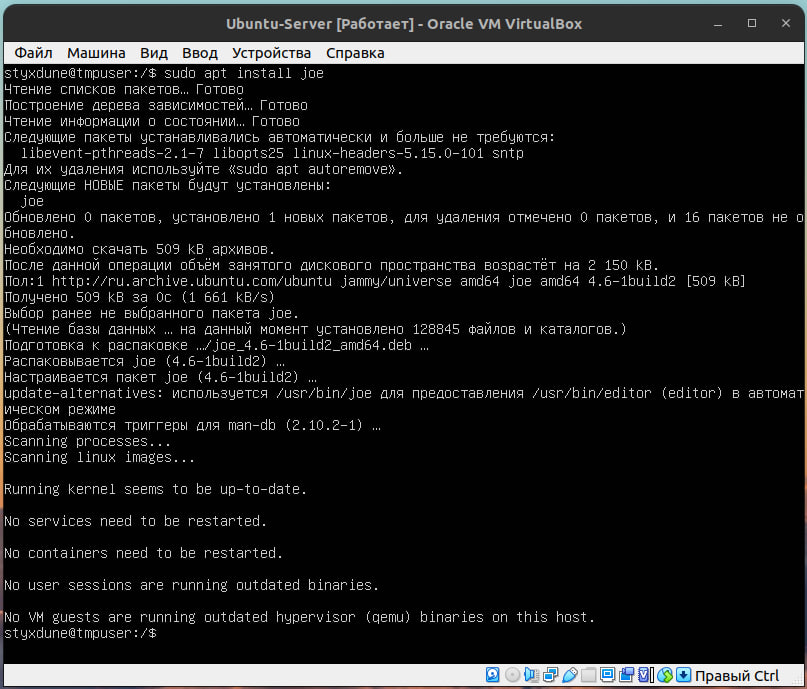 Ubuntu-Server [Работает] - Oracle VM VirtualBox
Файл Машина Вид Ввод Устройства Справка
styxdune@tmpuser:/$ sudo apt install joe
Чтение списков пакетов… Готово
Построение дерева зависимостей… Готово
Чтение информации о состоянии… Готово
Следующие пакеты устанавливались автоматически и больше не требуются:
libevent-pthreads-2.1-7 libopts25 linux-headers-5.15.0-101 sntp
Для их удаления используйте «sudo apt autoremove».
Следующие НОВЫЕ пакеты будут установлены:
joe
Обновлено 0 пакетов, установлено 1 новых пакетов, для удаления отмечено 0 пакетов, и 16 пакетов не о
бновлено.
Необходимо скачать 509 kB архивов.
После данной операции объём занятого дискового пространства возрастёт на 2 150 kB.
Пол:1 http://ru.archive.ubuntu.com/ubuntu jammy/universe amd64 joe amd64 4.6-1build2 [509 kB]
Получено 509 kB за 0с (1 661 kB/s)
Выбор ранее не выбранного пакета joe.
(Чтение базы данных … на данный момент установлено 128845 файлов и каталогов.)
Подготовка к распаковке …/joe_4.6-1build2_amd64.deb …
Распаковывается joe (4.6-1build2) …
Настраивается пакет joe (4.6-1build2) …
update-alternatives: используется /usr/bin/joe для предоставления /usr/bin/editor (editor) в автомат
ическом режиме
Обрабатываются триггеры для man-db (2.10.2-1) …
Scanning processes...
Scanning linux images...
Running kernel seems to be up-to-date.
No services need to be restarted.
No containers need to be restarted.
No user sessions are running outdated binaries.
No VM guests are running outdated hypervisor (qemu) binaries on this host.
styxdune@tmpuser:/$
Правый Ctrl